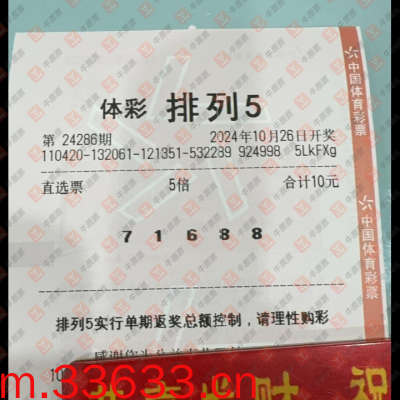 体彩 排列5
第 24286期 2024年10月26日开奖
110420-132061-121351-532289 924998 5LkFXg
直选票 5倍 合计10元
7 1 6 8 8
排列5实行单期返奖总额控制，请理性购彩
中国体育彩票
中国体育彩票
m.33633.cn
祝